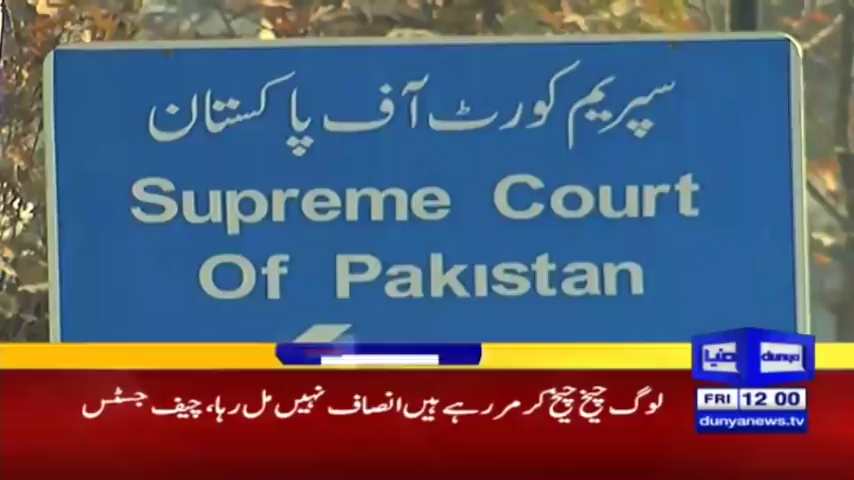 سپریم کورٹ آف پاکستان
Supreme Court
Of Pakistan
دنیا dunya
لوگ چیخ چیخ کر مر رہے ہیں انصاف نہیں مل رہا، چیف جسٹس
FRI 12 00
dunyanews.tv